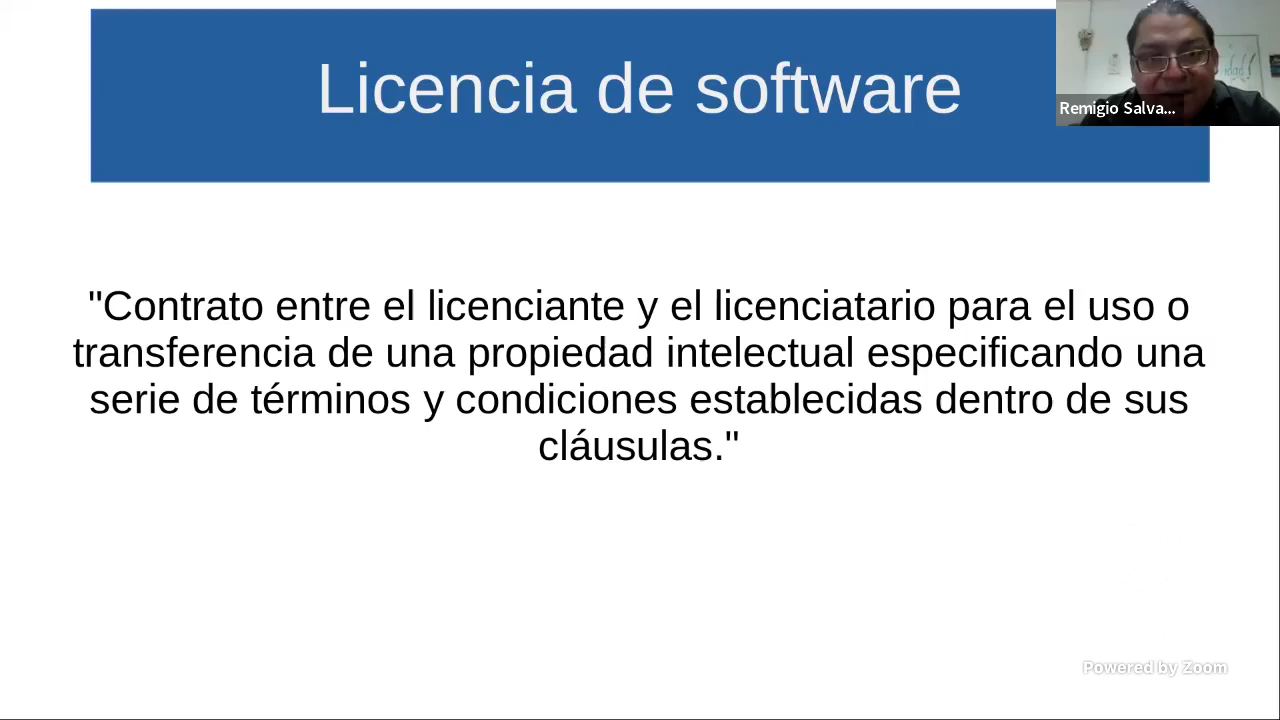 Licencia de software
Remigio Salva...
"Contrato entre el licenciante y el licenciatario para el uso o
transferencia de una propiedad intelectual especificando una
serie de términos y condiciones establecidas dentro de sus
cláusulas."
Powered by Zoom